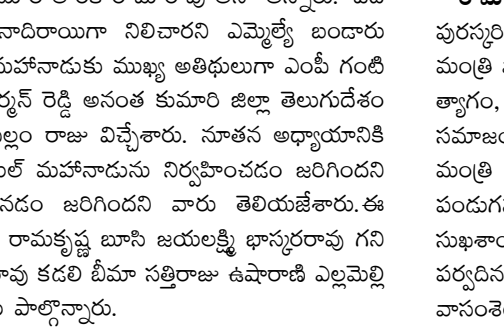 నాదిరాయిగా నిలిచారని ఎమ్మెల్యే బండారు
మహానాడుకు ముఖ్య అతిథులుగా ఎంపీ గంటి
ర్మన్ రెడ్డి అనంత కుమారి జిల్లా తెలుగుదేశం
ల్లం రాజు విచ్చేశారు. నూతన అధ్యాయానికి
ల్ మహానాడును నిర్వహించడం జరిగిందని
నడం జరిగిందని వారు తెలియజేశారు.ఈ
రామకృష్ణ బూసి జయలక్ష్మి భాస్కరరావు గని
ావు కడలి బీమా సత్తిరాజు ఉషారాణి ఎల్లమెల్లి
పాల్గొన్నారు.
పురస్కరి
మంత్రి
త్యాగం,
సమాజం
మంత్రి
పండుగ
సుఖశాం
పర్వదిన
వాసంశె